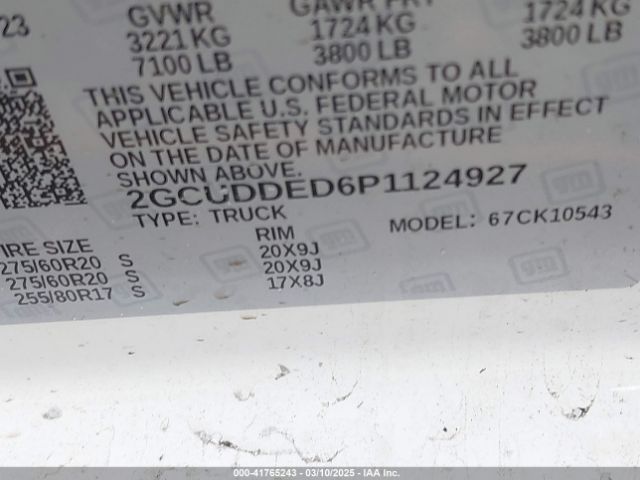 23
GVWR GAWR FRT
3221 KG 1724 KG 1724 KG
7100 LB 3800 LB 3800 LB
THIS VEHICLE CONFORMS TO ALL
APPLICABLE U.S. FEDERAL MOTOR
VEHICLE SAFETY STANDARDS IN EFFECT
ON THE DATE OF MANUFACTURE
SHOWN ABOVE.
2GCUDDED6P1124927
TYPE: TRUCK MODEL: 67CK10543
IRE SIZE RIM
275/60R20 S 20X9J
275/60R20 S 20X9J
255/80R17 S 17X8J
gm
© -- 41765243 -- 03/10/2025 -- IAA Inc.